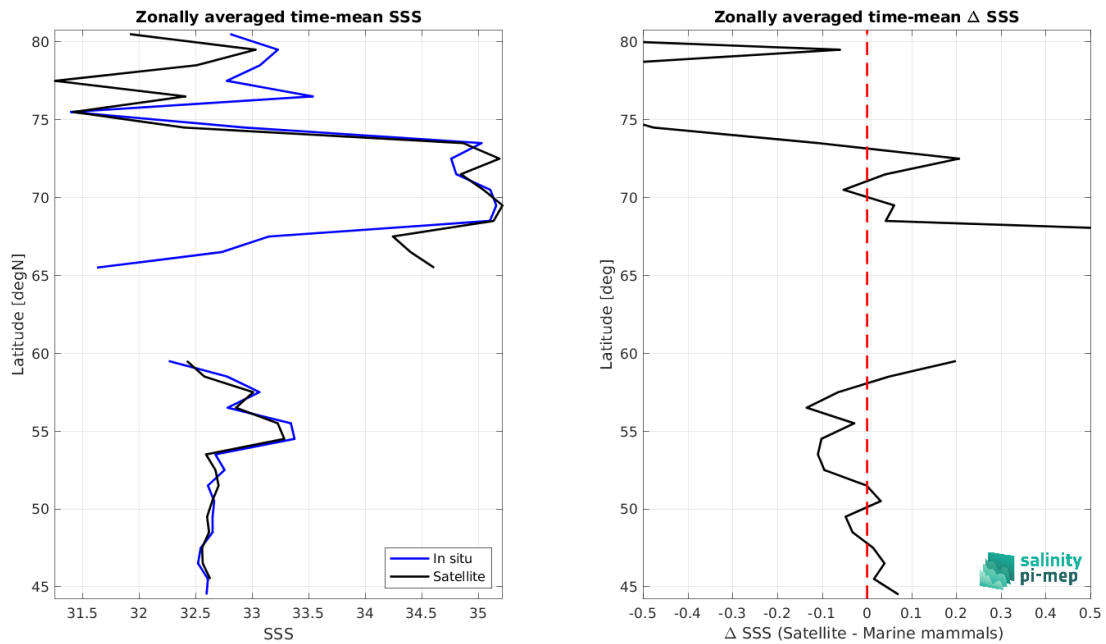 Zonally averaged time-mean SSS
80
75
70
65
60
55
50
45
Latitude [degN]
31.5 32 32.5 33 33.5 34 34.5 35
SSS
In situ
Satellite
Zonally averaged time-mean Δ SSS
80
75
70
65
60
55
50
45
Latitude [deg]
-0.5 -0.4 -0.3 -0.2 -0.1 0 0.1 0.2 0.3 0.4 0.5
Δ SSS (Satellite - Marine mammals)
salinity
pi-mep